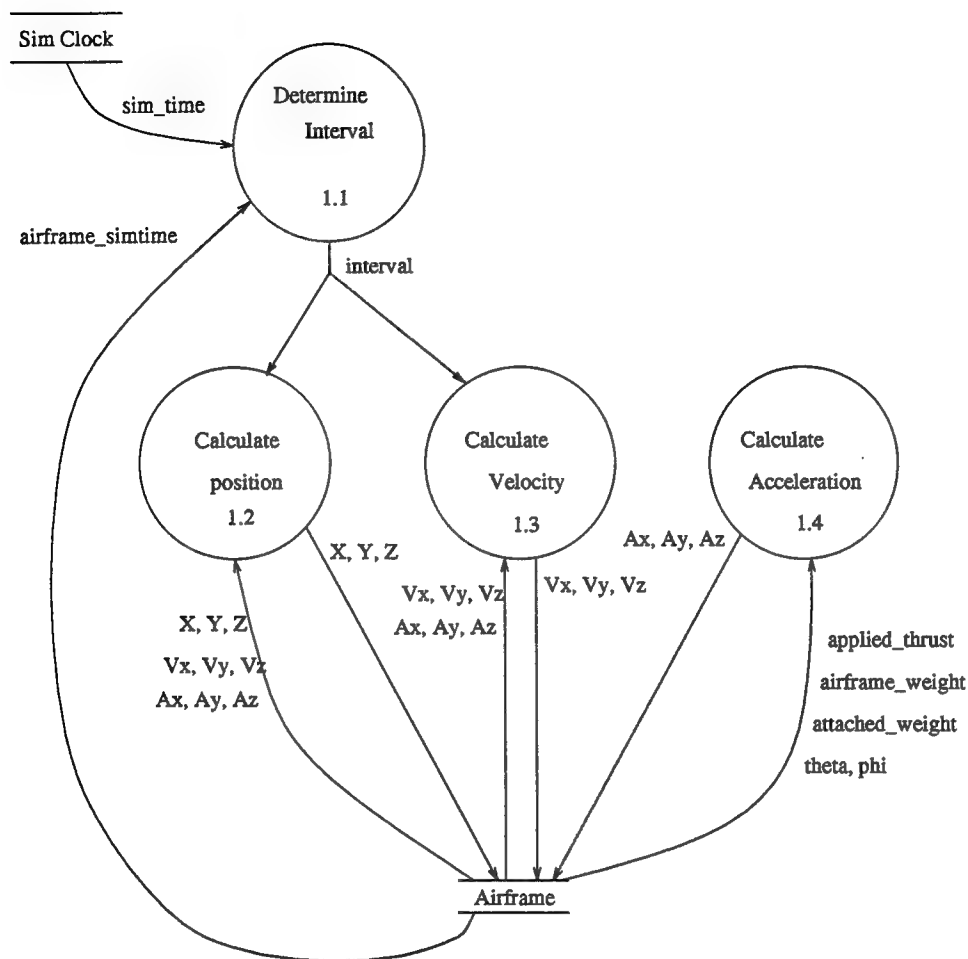 Sim Clock
sim_time
Determine
Interval
1.1
airframe_simtime
interval
Calculate
position
1.2
Calculate
Velocity
1.3
Calculate
Acceleration
1.4
X, Y, Z
Ax, Ay, Az
Vx, Vy, Vz
Ax, Ay, Az
Vx, Vy, Vz
X, Y, Z
Vx, Vy, Vz
Ax, Ay, Az
applied_thrust
airframe_weight
attached_weight
theta, phi
Airframe